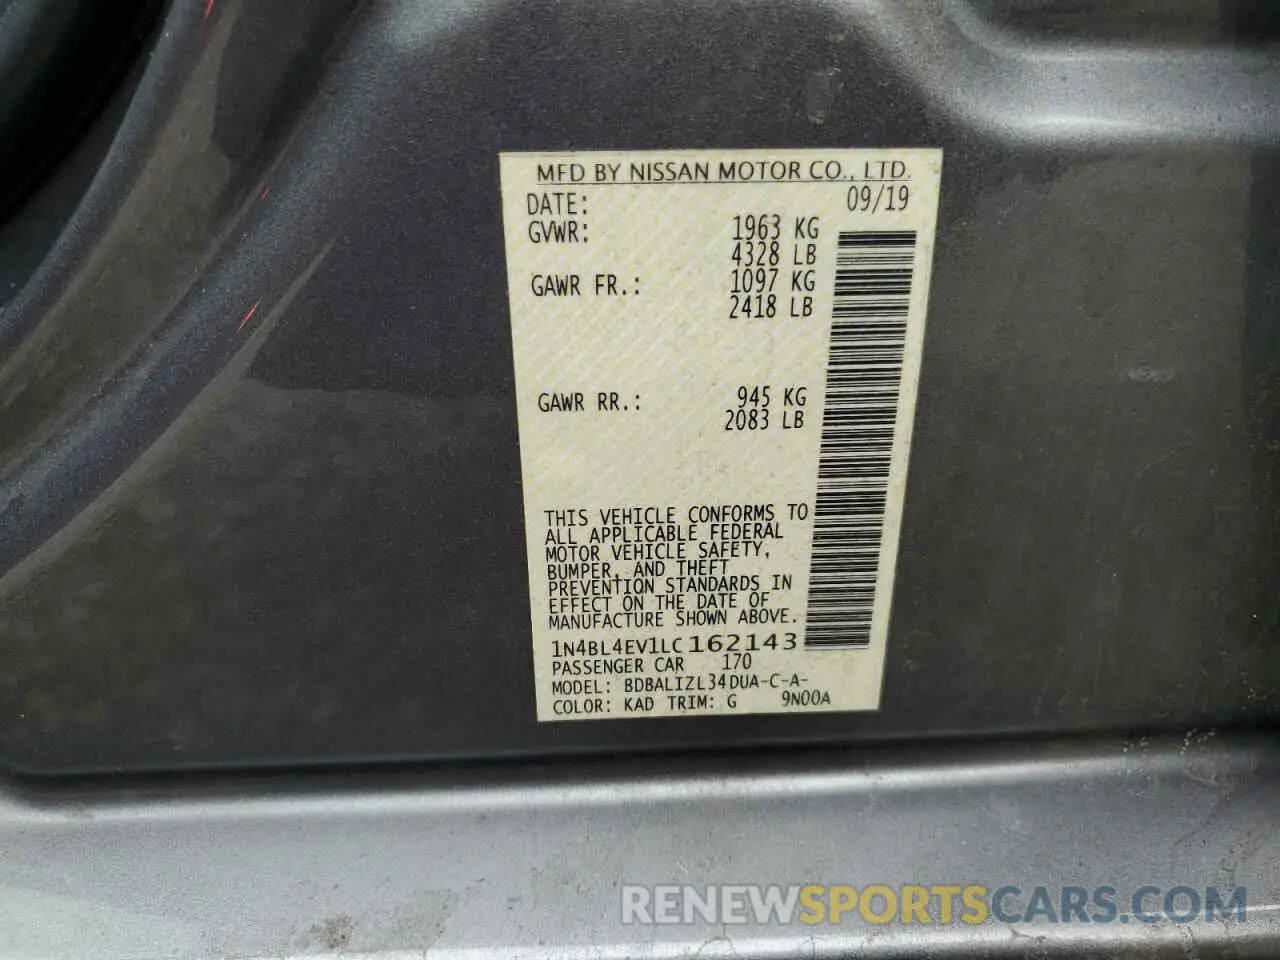 MFD BY NISSAN MOTOR CO., LTD.
DATE: 09/19
GVWR: 1963 KG
4328 LB
GAWR FR.: 1097 KG
2418 LB
GAWR RR.: 945 KG
2083 LB
THIS VEHICLE CONFORMS TO
ALL APPLICABLE FEDERAL
MOTOR VEHICLE SAFETY,
BUMPER, AND THEFT
PREVENTION STANDARDS IN
EFFECT ON THE DATE OF
MANUFACTURE SHOWN ABOVE.
1N4BL4EV1LC162143
PASSENGER CAR 170
MODEL: BDBALIZL34DUA-C-A-
COLOR: KAD TRIM: G 9N00A
RENEWSPORTSCARS.COM